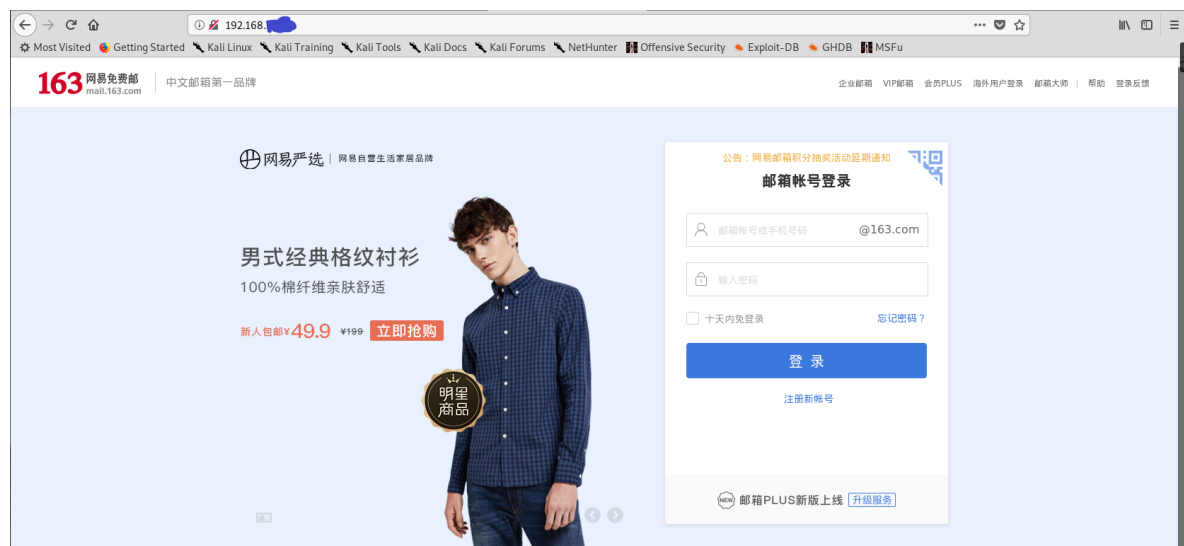 192.168.
Most Visited Getting Started Kali Linux Kali Training Kali Tools Kali Docs Kali Forums NetHunter Offensive Security Exploit-DB GHDB MSFu
163 网易免费邮 中文邮箱第一品牌 企业邮箱 VIP邮箱 会员PLUS 海外用户登录 邮箱大师 | 帮助 登录反馈
mail.163.com
网易严选 | 网易自营生活家居品牌
男式经典格纹衬衫
100%棉纤维亲肤舒适
新人包邮¥49.9 ¥199 立即抢购
明星
商品
公告：网易邮箱积分抽奖活动延期通知
邮箱帐号登录
邮箱帐号或手机号码 @163.com
输入密码
十天内免登录 忘记密码？
登 录
注册新帐号
NEW 邮箱PLUS新版上线 升级服务